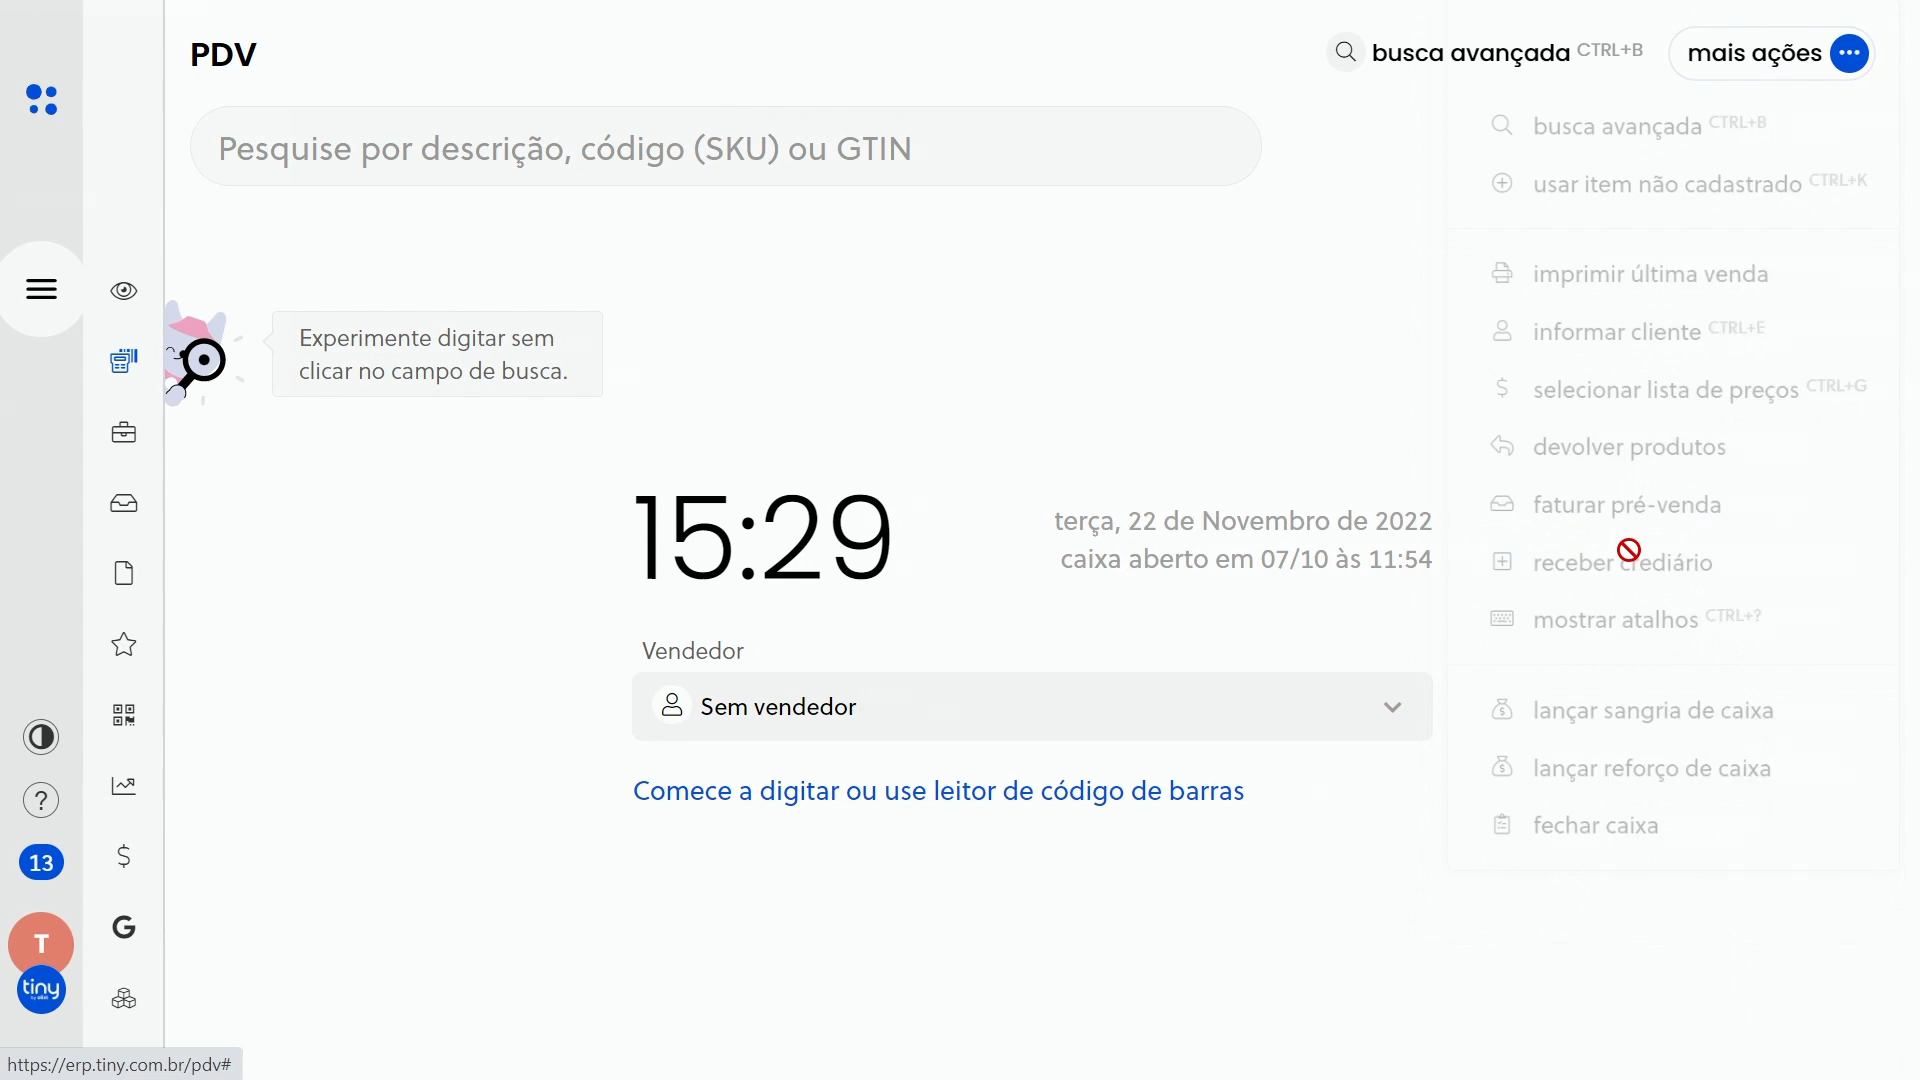 PDV
busca avançada CTRL+B
mais ações
Pesquise por descrição, código (SKU) ou GTIN
busca avançada CTRL+B
usar item não cadastrado CTRL+K
imprimir última venda
informar cliente CTRL+E
selecionar lista de preços CTRL+G
devolver produtos
faturar pré-venda
receber crediário
mostrar atalhos CTRL+?
lançar sangria de caixa
lançar reforço de caixa
fechar caixa
Experimente digitar sem
clicar no campo de busca.
15:29
terça, 22 de Novembro de 2022
caixa aberto em 07/10 às 11:54
Vendedor
Sem vendedor
Comece a digitar ou use leitor de código de barras
?
13
T
tiny
G
https://erp.tiny.com.br/pdv#